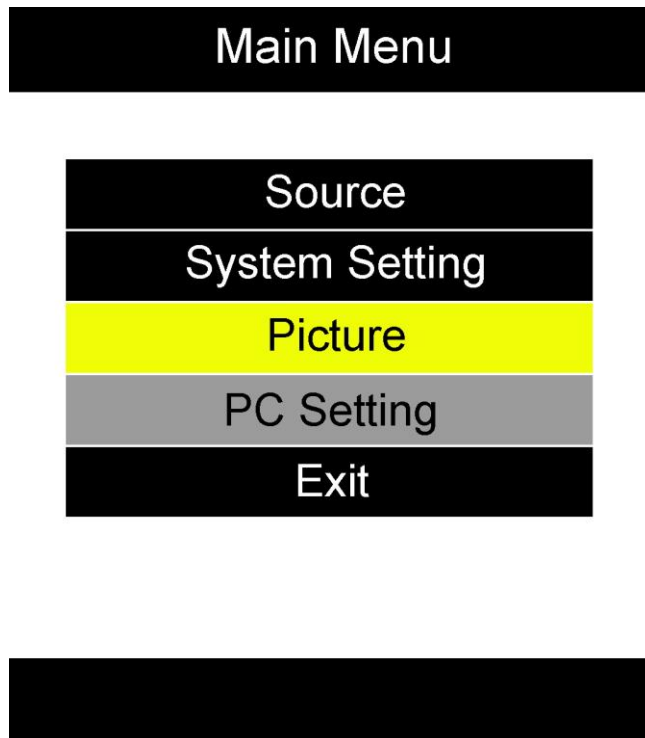 Main Menu
Source
System Setting
Picture
PC Setting
Exit